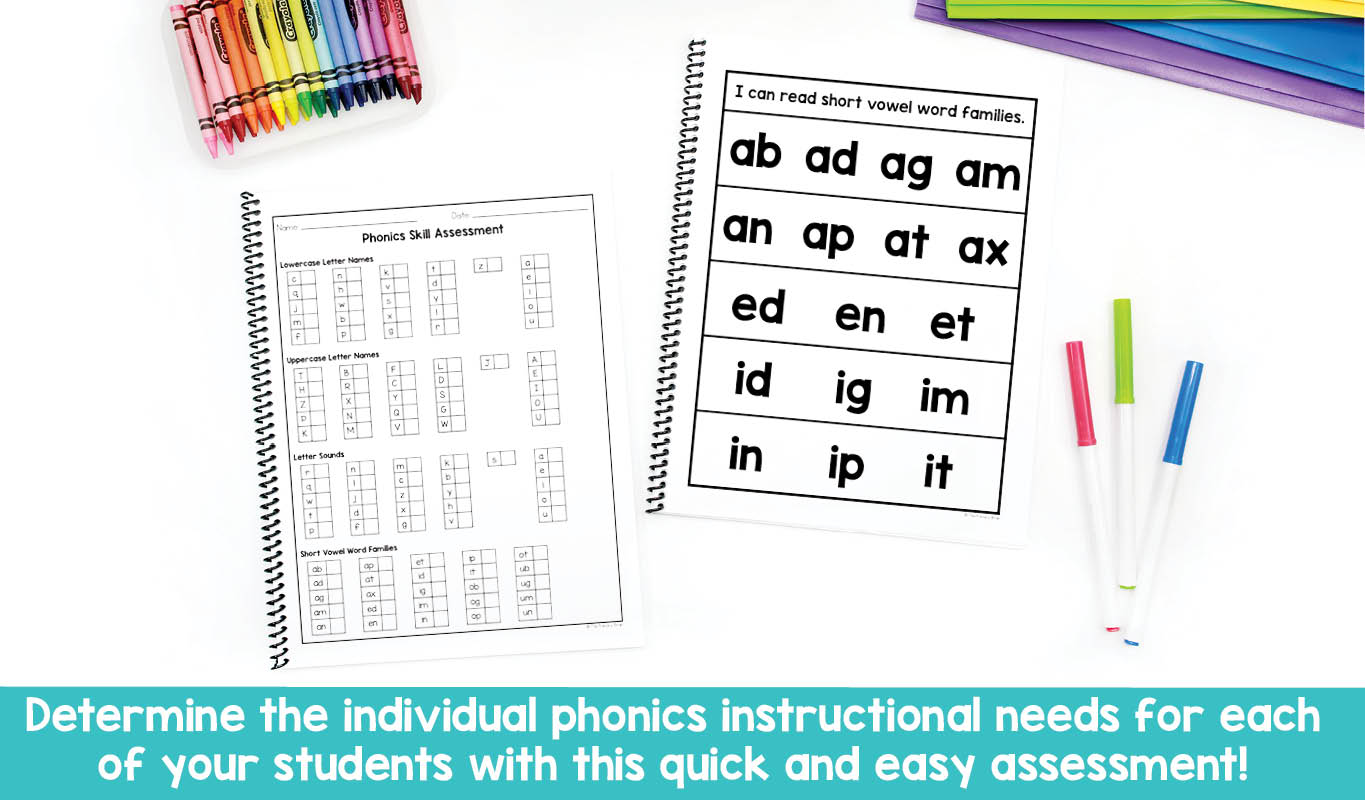 Crayola
Name:
Date:
Phonics Skill Assessment
Lowercase Letter Names
c n k t z a
q h v d e
j w s y i
m b x l o
f p g r u
Uppercase Letter Names
T B F L J A
H R C D E
Z X Y S I
P N Q G O
K M V W U
Letter Sounds
r n m k s a
q i c b e
w j z y i
t d x h o
p f g v u
Short Vowel Word Families
ab ap et ip ot
ad at id it ub
ag ax ig ob ug
am ed im og um
an en in op un
I can read short vowel word families.
ab ad ag am
an ap at ax
ed en et
id ig im
in ip it
Determine the individual phonics instructional needs for each
of your students with this quick and easy assessment!